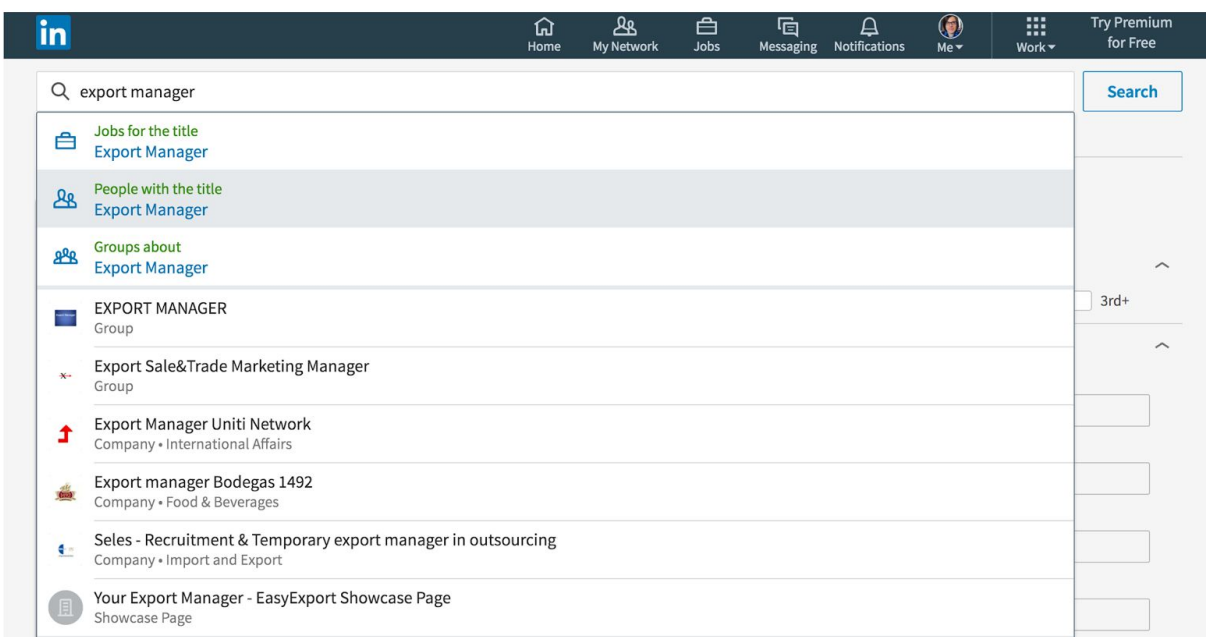 in
Home
My Network
Jobs
Messaging
Notifications
Me
Work
Try Premium
for Free
export manager
Search
Jobs for the title
Export Manager
People with the title
Export Manager
Groups about
Export Manager
3rd+
EXPORT MANAGER
Group
Export Sale&Trade Marketing Manager
Group
Export Manager Uniti Network
Company • International Affairs
Export manager Bodegas 1492
Company • Food & Beverages
Seles - Recruitment & Temporary export manager in outsourcing
Company • Import and Export
Your Export Manager - EasyExport Showcase Page
Showcase Page